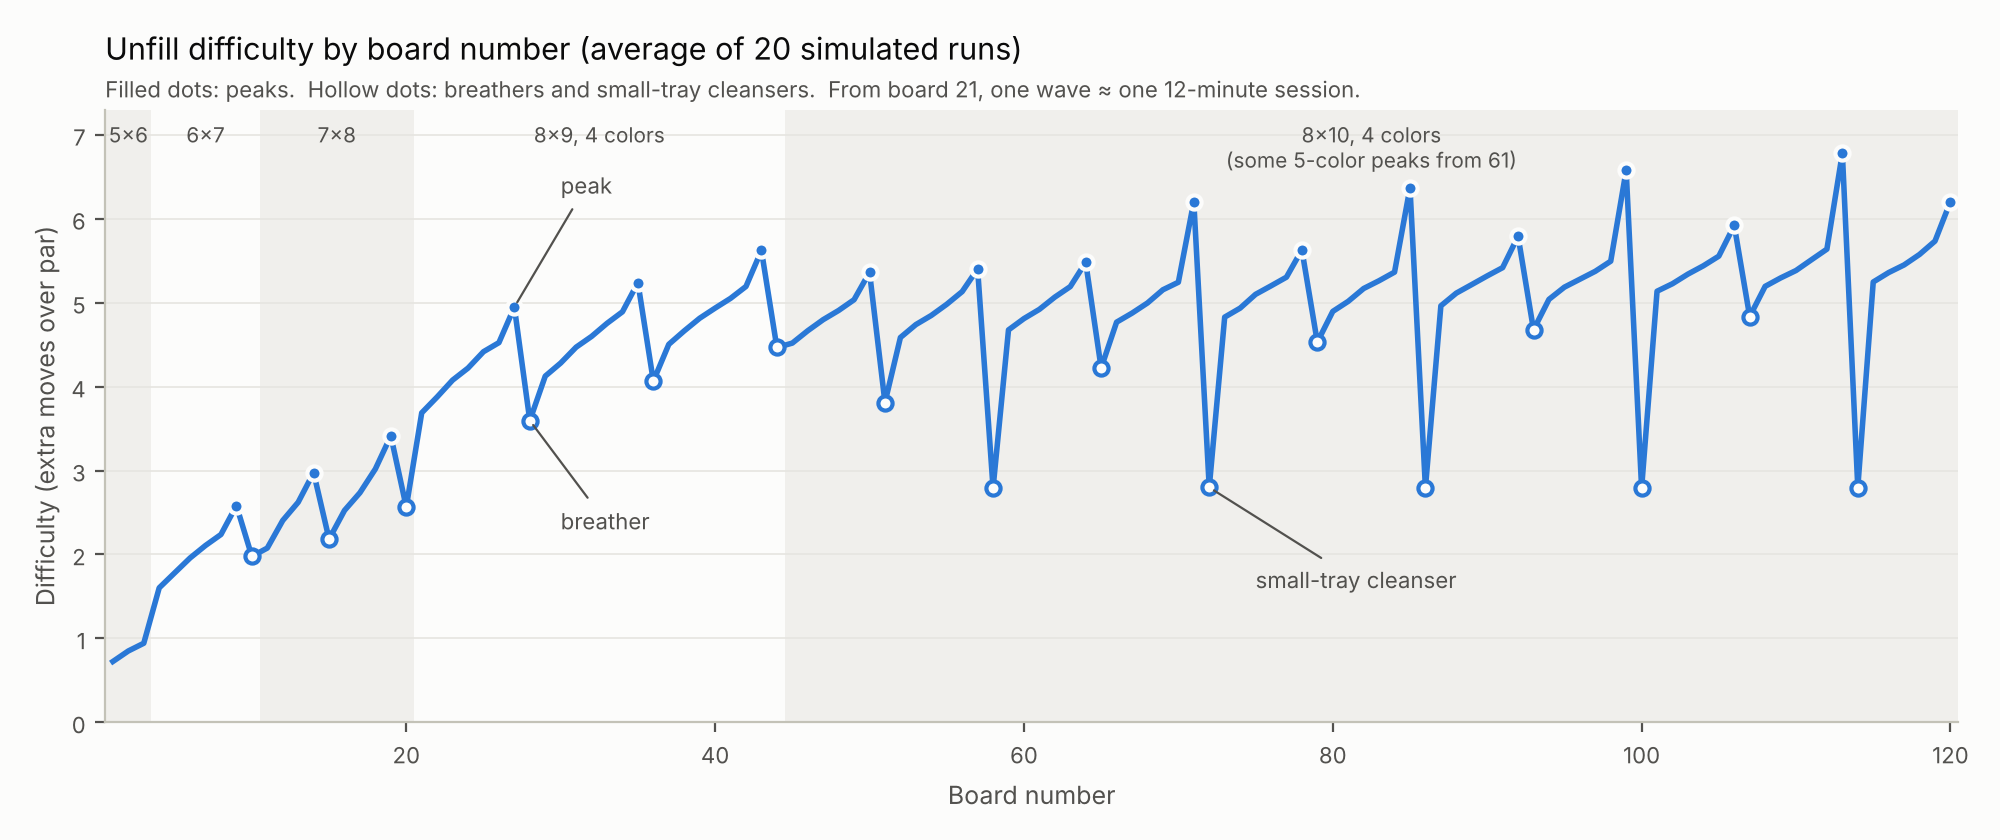 Unfill difficulty by board number (average of 20 simulated runs)
Filled dots: peaks.  Hollow dots: breathers and small-tray cleansers.  From board 21, one wave ≈ one 12-minute session.
5×6
6×7
7×8
8×9, 4 colors
8×10, 4 colors
(some 5-color peaks from 61)
peak
breather
small-tray cleanser
Difficulty (extra moves over par)
7
6
5
4
3
2
1
0
20
40
60
80
100
120
Board number